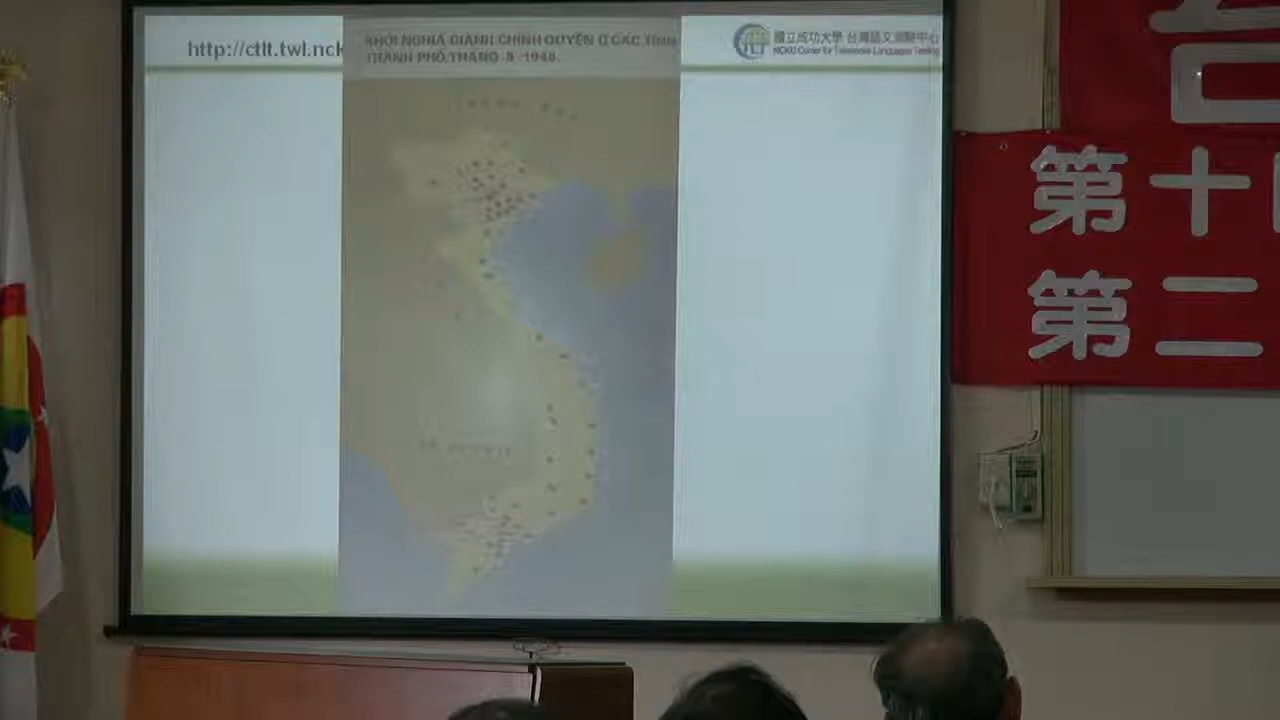 http://ctlt.twl.nck
KHỞI NGHĨA GIÀNH CHÍNH QUYỀN Ở CÁC TỈNH
THÀNH PHỐ, THÁNG -8 -1945.
國立成功大學 台灣語文測驗中心
NCKU Center for Taiwanese Languages Testing
台
第十
第二